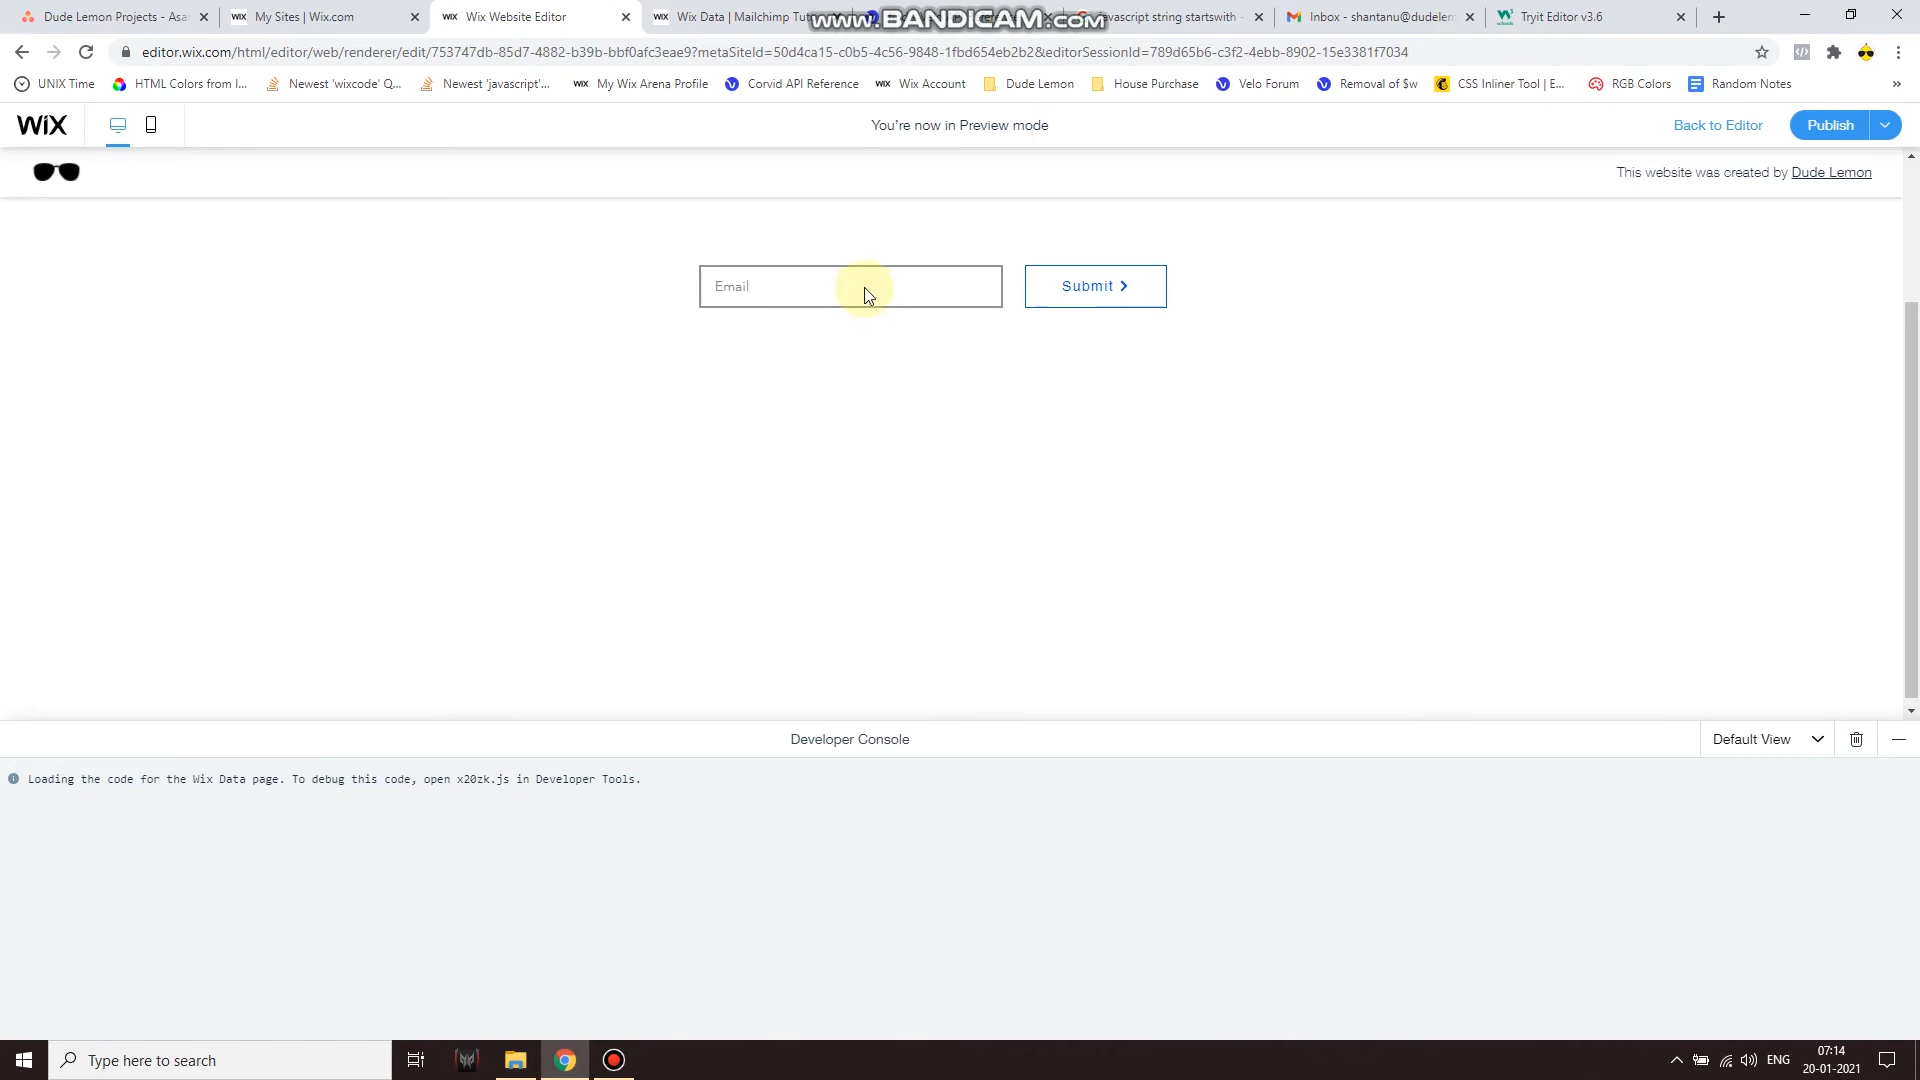 Dude Lemon Projects - Asa
My Sites | Wix.com
Wix Website Editor
Wix Data | Mailchimp Tut
www.BANDICAM.com
javascript string startswith -
Inbox - shantanu@dudelem
Tryit Editor v3.6
editor.wix.com/html/editor/web/renderer/edit/753747db-85d7-4882-b39b-bbf0afc3eae9?metaSiteId=50d4ca15-c0b5-4c56-9848-1fbd654eb2b2&editorSessionId=789d65b6-c3f2-4ebb-8902-15e3381f7034
UNIX Time
HTML Colors from I...
Newest 'wixcode' Q...
Newest 'javascript'...
WiX My Wix Arena Profile
Corvid API Reference
WiX Wix Account
Dude Lemon
House Purchase
Velo Forum
Removal of $w
CSS Inliner Tool | E...
RGB Colors
Random Notes
»
WiX
You're now in Preview mode
Back to Editor
Publish
This website was created by Dude Lemon
Email
Submit
Developer Console
Default View
Loading the code for the Wix Data page. To debug this code, open x20zk.js in Developer Tools.
Type here to search
ENG
07:14
20-01-2021